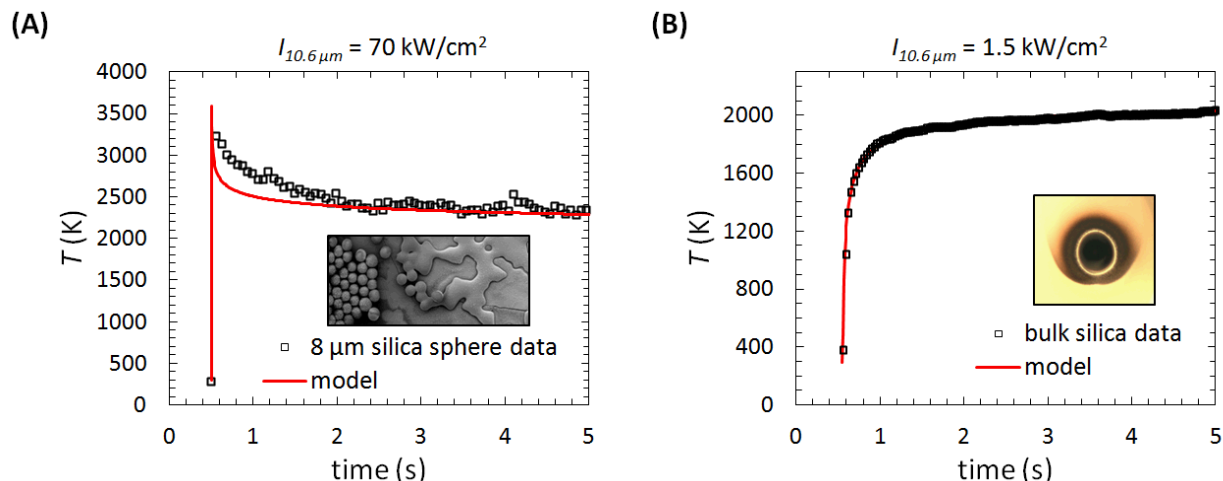 (A)
I10.6 μm = 70 kW/cm²
4000
3500
3000
2500
2000
1500
1000
500
0
T (K)
8 μm silica sphere data
model
0 1 2 3 4 5
time (s)
(B)
I10.6 μm = 1.5 kW/cm²
2000
1600
1200
800
400
0
T (K)
bulk silica data
model
0 1 2 3 4 5
time (s)